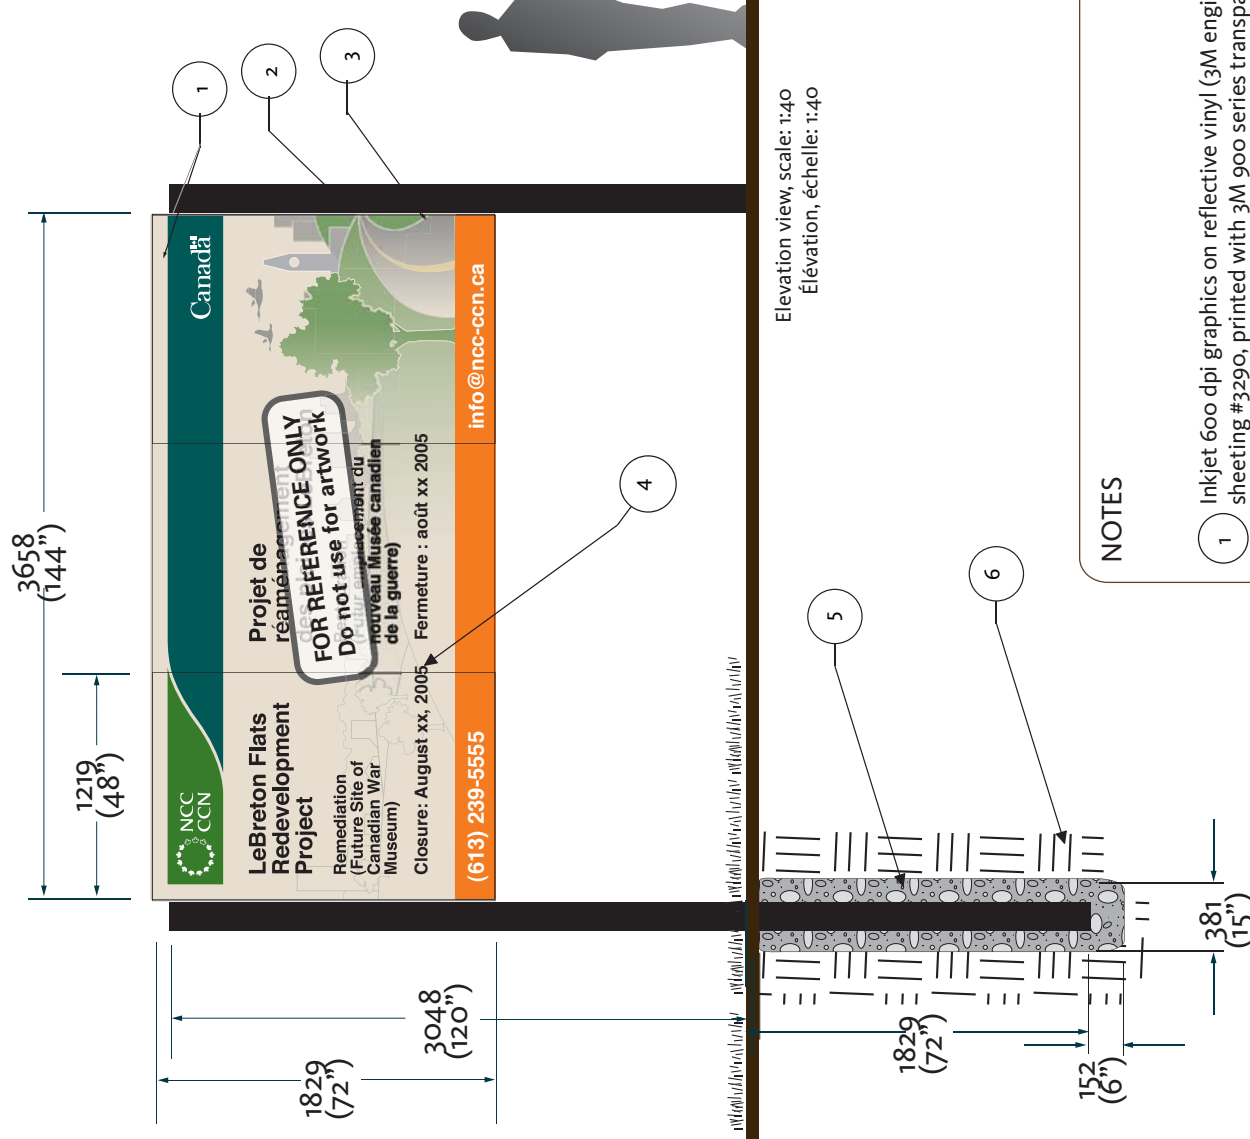 3658
(144”)
1219
(48”)
1
2
3
NCC
CCN
Canada
LeBreton Flats
Redevelopment
Project
Remediation
(Future Site of
Canadian War
Museum)
Closure: August xx, 2005
Projet de
réaménagement
FOR REFERENCE ONLY
Do not use for artwork
(Futur emplacement du
nouveau Musée canadien
de la guerre)
Fermeture : août xx 2005
(613) 239-5555
info@ncc-ccn.ca
4
1829
(72”)
3048
(120”)
Elevation view, scale: 1:40
Élévation, échelle: 1:40
5
6
1829
(72”)
152
(6”)
381
(15”)
NOTES
1
Inkjet 600 dpi graphics on reflective vinyl (3M engi
sheeting #3290, printed with 3M 900 series transpa